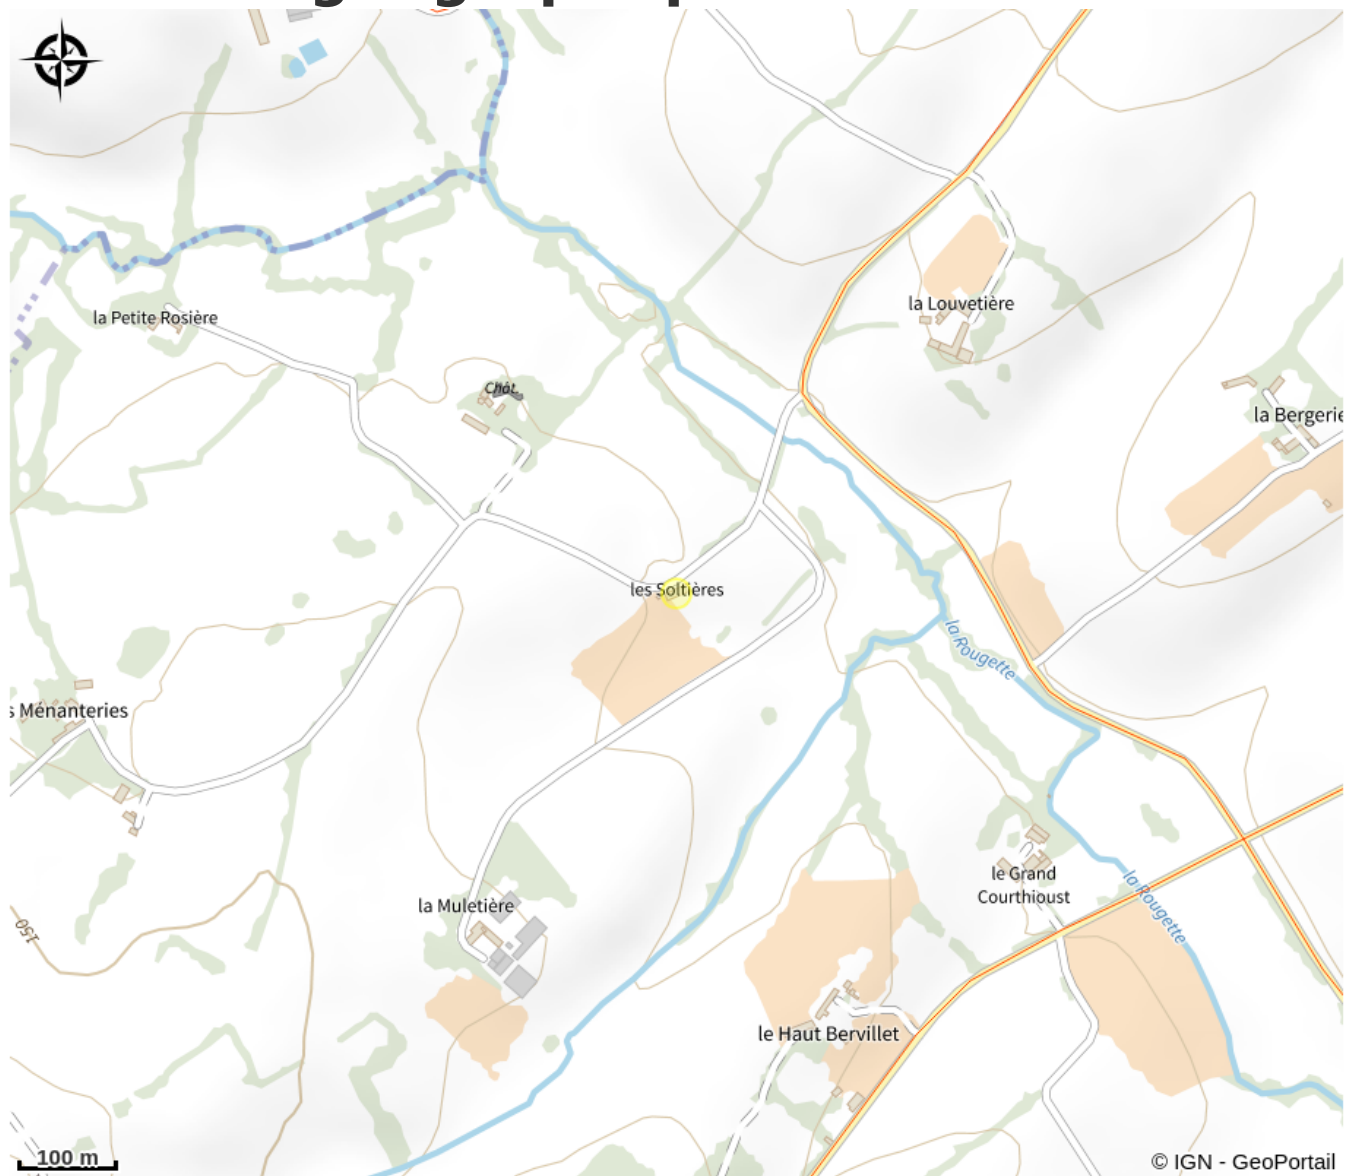 la Petite Rosière
la Louvetière
Chât.
la Bergerie
les Soltières
la Rougette
s Ménanteries
le Grand
Courthioust
la Rougette
la Muletière
150
le Haut Bervillet
100 m
© IGN - GeoPortail